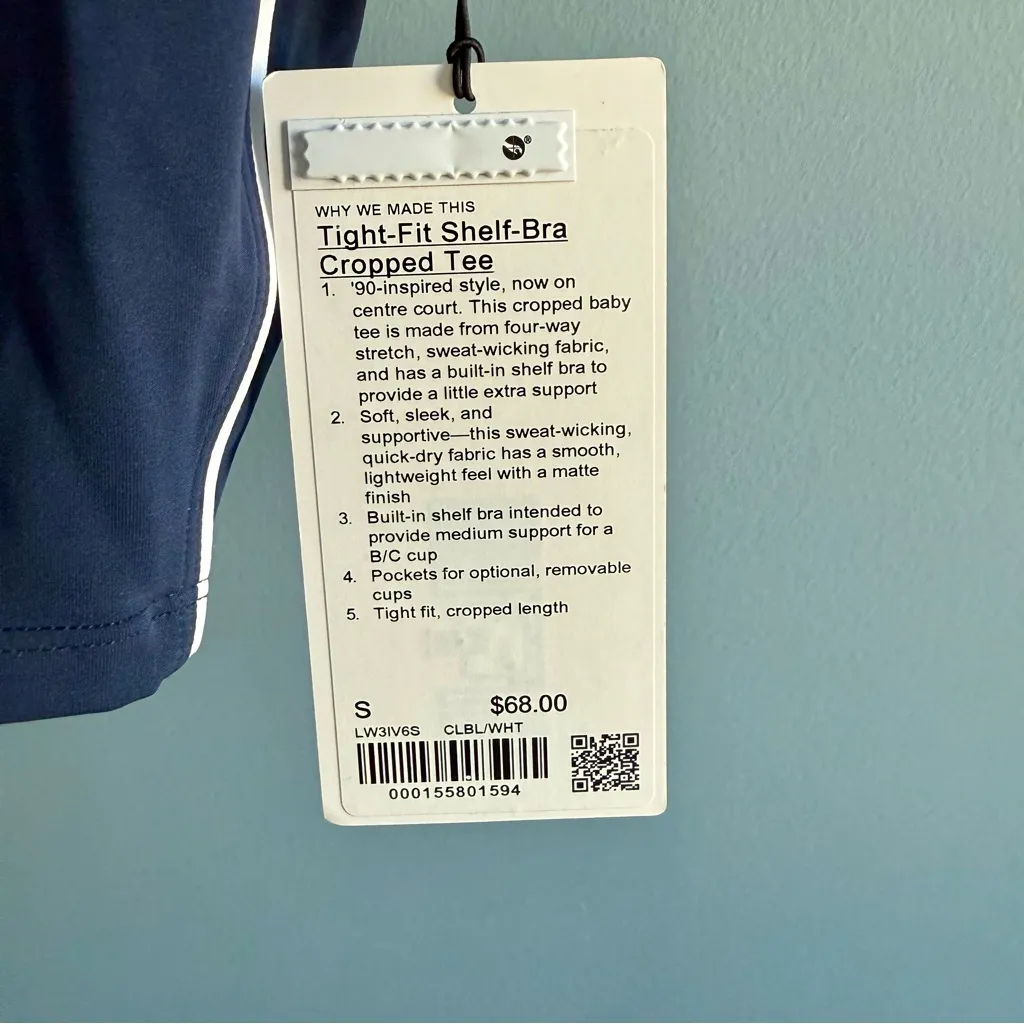 ®
WHY WE MADE THIS
Tight-Fit Shelf-Bra
Cropped Tee
1. '90-inspired style, now on
centre court. This cropped baby
tee is made from four-way
stretch, sweat-wicking fabric,
and has a built-in shelf bra to
provide a little extra support
2. Soft, sleek, and
supportive—this sweat-wicking,
quick-dry fabric has a smooth,
lightweight feel with a matte
finish
3. Built-in shelf bra intended to
provide medium support for a
B/C cup
4. Pockets for optional, removable
cups
5. Tight fit, cropped length
S $68.00
LW3IV6S CLBL/WHT
000155801594